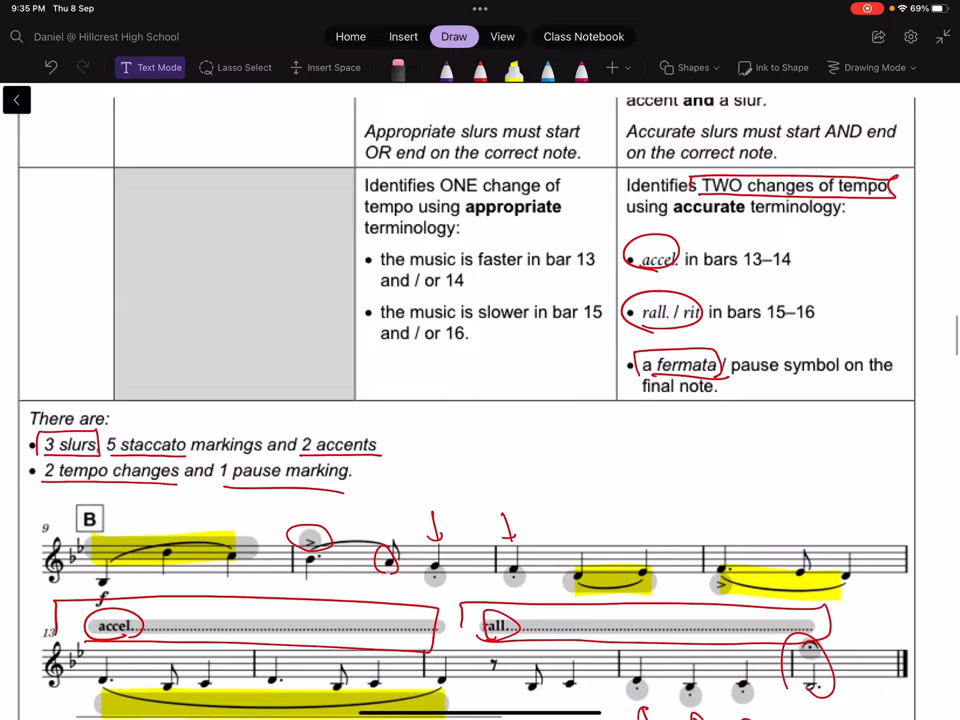 9:35 PM Thu 8 Sep
69%
Daniel @ Hillcrest High School
Home Insert Draw View Class Notebook
Text Mode Lasso Select Insert Space Shapes Ink to Shape Drawing Mode
accent and a slur.
Appropriate slurs must start
OR end on the correct note.
Accurate slurs must start AND end
on the correct note.
Identifies ONE change of
tempo using appropriate
terminology:
• the music is faster in bar 13
and / or 14
• the music is slower in bar 15
and / or 16.
Identifies TWO changes of tempo
using accurate terminology:
• accel. in bars 13–14
• rall. / rit in bars 15–16
• a fermata / pause symbol on the
final note.
There are:
• 3 slurs, 5 staccato markings and 2 accents
• 2 tempo changes and 1 pause marking.
B
9
f
accel. rall.
13